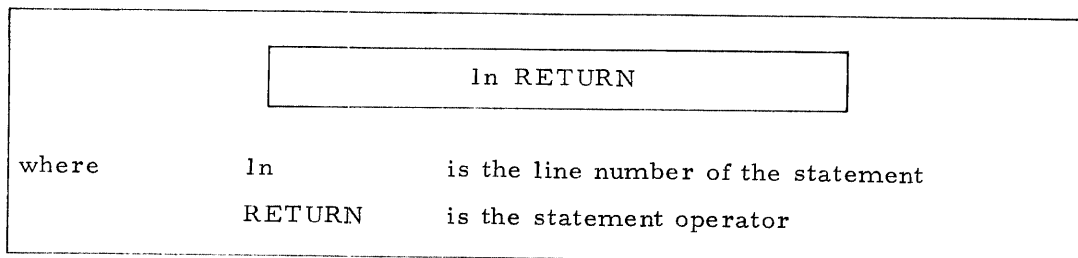 ln RETURN
where ln is the line number of the statement
RETURN is the statement operator